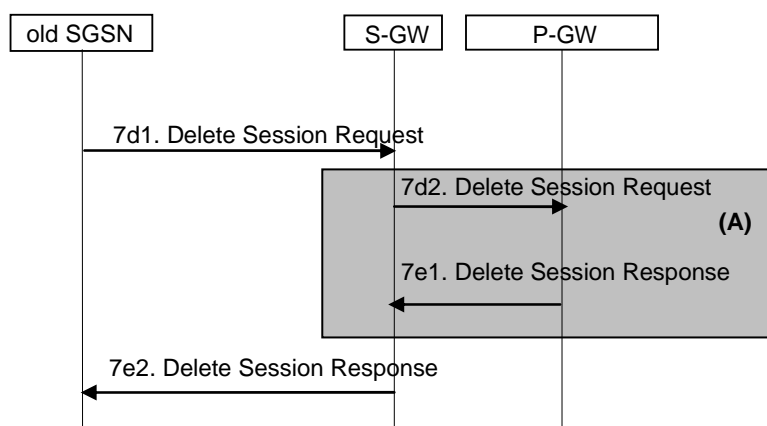 old SGSN
S-GW
P-GW
7d1. Delete Session Request
7d2. Delete Session Request
(A)
7e1. Delete Session Response
7e2. Delete Session Response